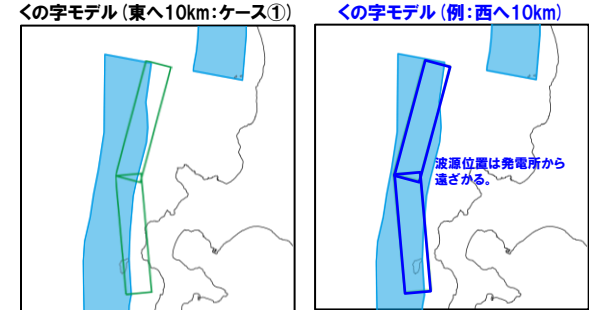 くの字モデル(東へ10km:ケース①)
くの字モデル(例:西へ10km)
波源位置は発電所から
遠ざかる。